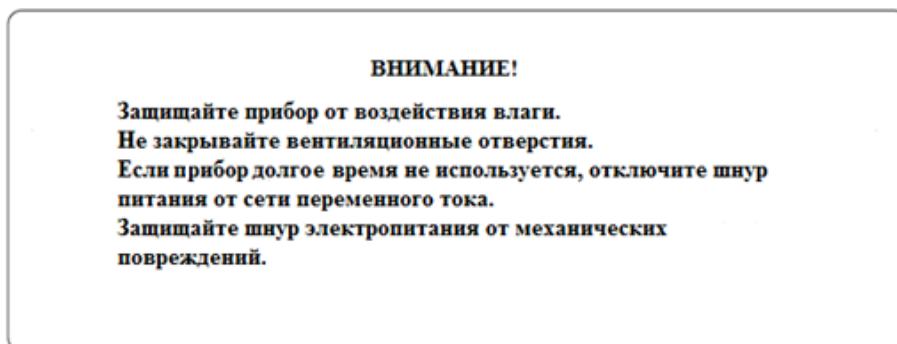 ВНИМАНИЕ!
Защищайте прибор от воздействия влаги.
Не закрывайте вентиляционные отверстия.
Если прибор долгое время не используется, отключите шнур
питания от сети переменного тока.
Защищайте шнур электропитания от механических
повреждений.